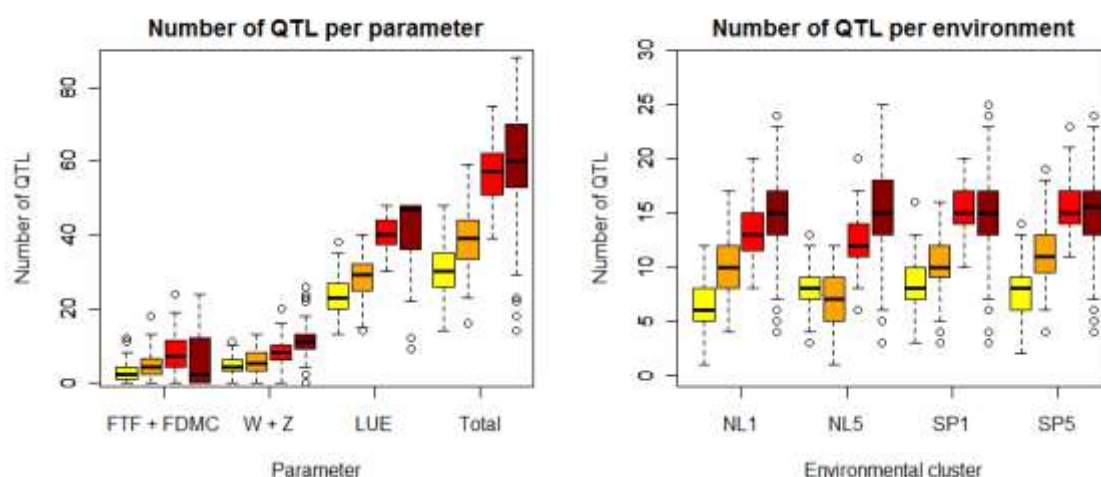 Number of QTL per parameter
Number of QTL
80
60
40
20
0
FTF + FDMC W + Z LUE Total
Parameter
Number of QTL per environment
Number of QTL
30
25
20
15
10
5
0
NL1 NL5 SP1 SP5
Environmental cluster